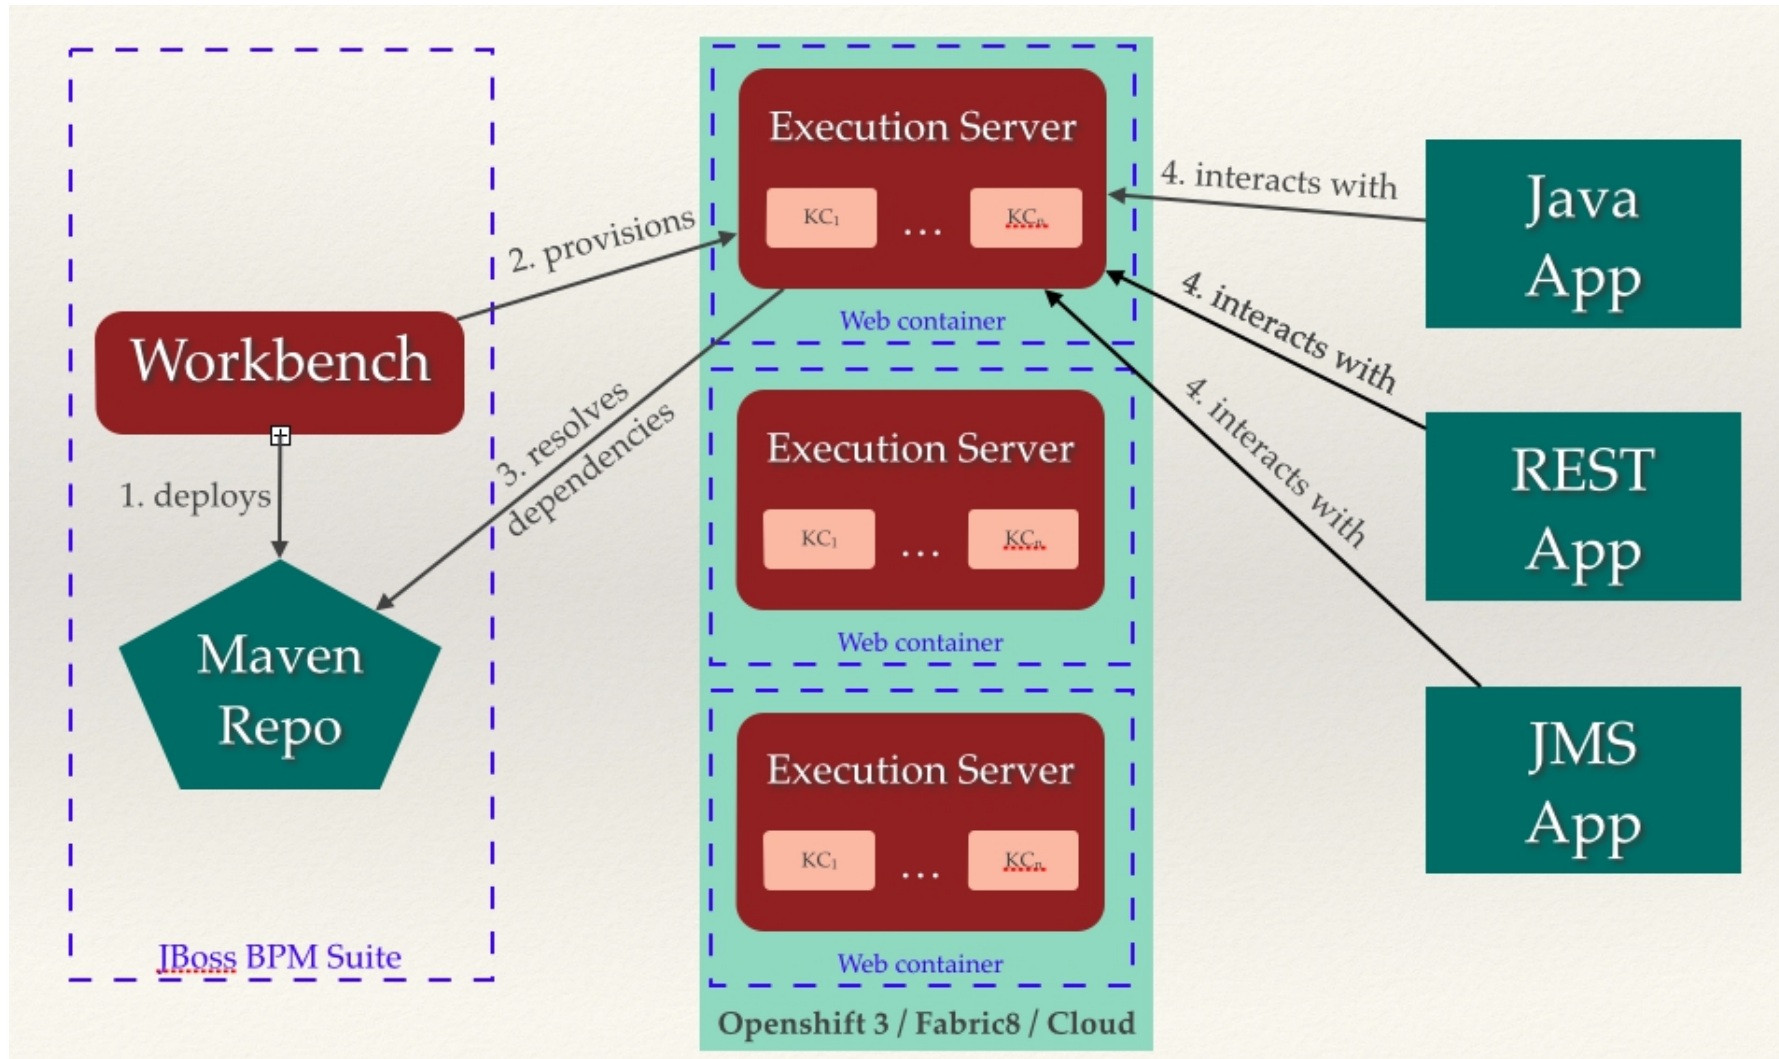 Workbench
1. deploys
Maven
Repo
JBoss BPM Suite
2. provisions
3. resolves
dependencies
Execution Server
KC₁
...
KCₙ
Web container
Execution Server
KC₁
...
KCₙ
Web container
Execution Server
KC₁
...
KCₙ
Web container
Openshift 3 / Fabric8 / Cloud
4. interacts with
4. interacts with
4. interacts with
Java
App
REST
App
JMS
App